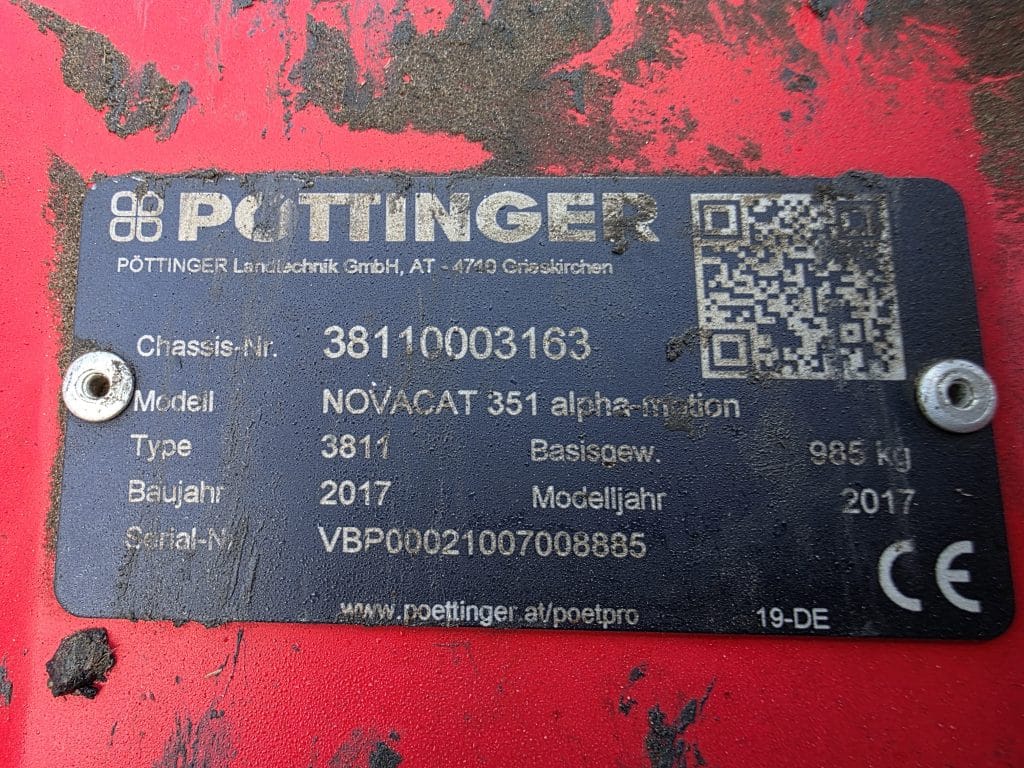 PÖTTINGER
PÖTTINGER Landtechnik GmbH, AT - 4710 Grieskirchen
Chassis-Nr. 38110003163
Modell NOVACAT 351 alpha-motion
Type 3811 Basisgew. 985 kg
Baujahr 2017 Modelljahr 2017
Serial-Nr. VBP00021007008885
www.poettinger.at/poetpro 19-DE CE